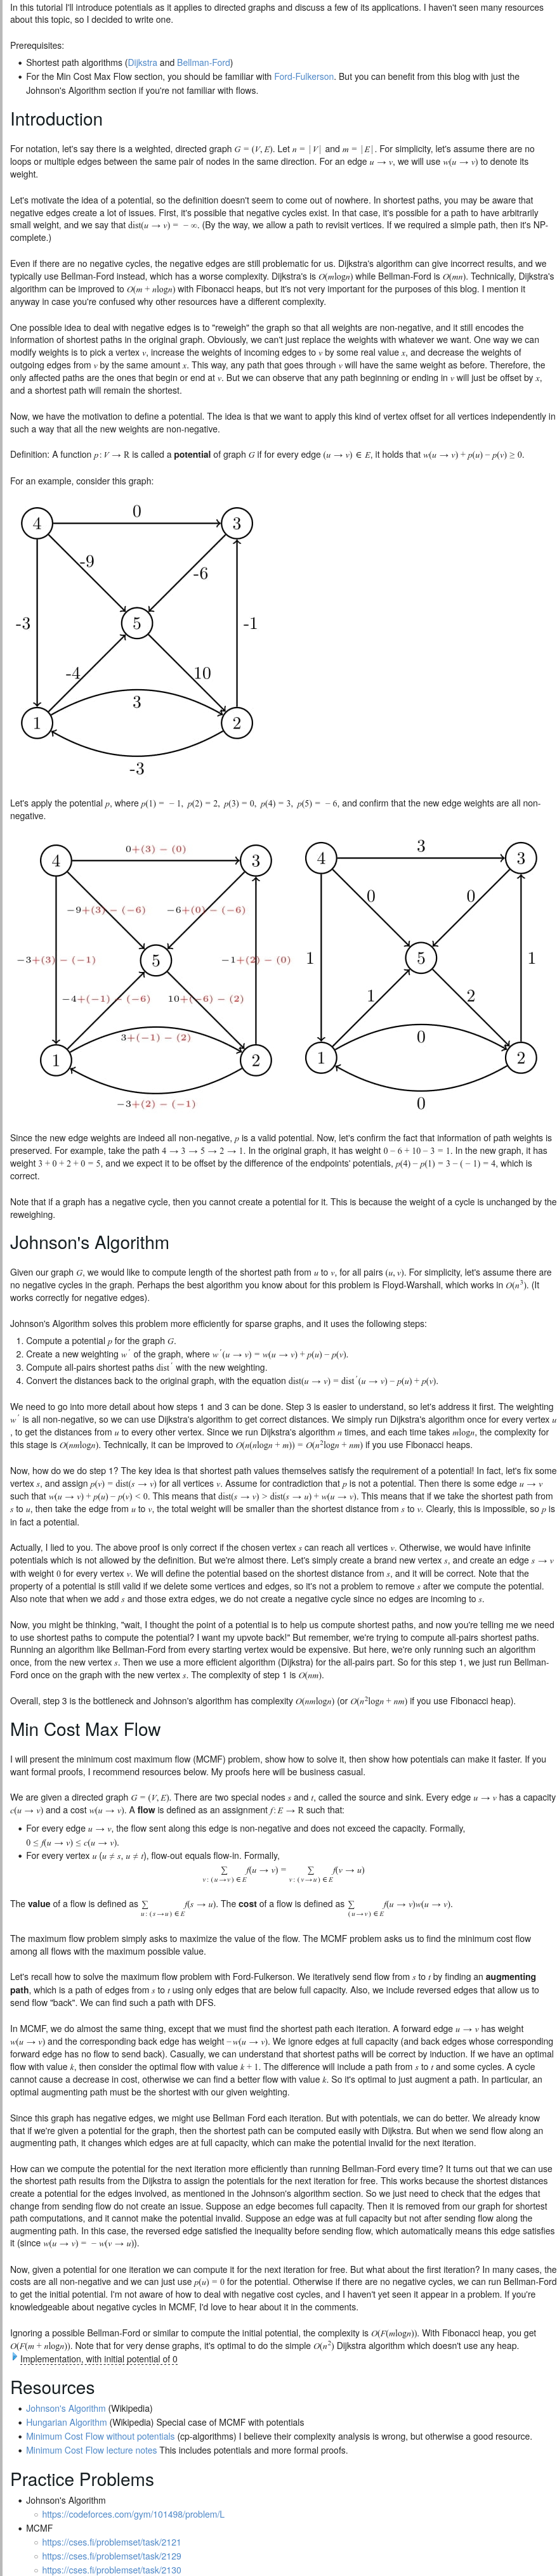 In this tutorial I'll introduce potentials as it applies to directed graphs and discuss a few of its applications. I haven't seen many resources
about this topic, so I decided to write one.
Prerequisites:
• Shortest path algorithms (Dijkstra and Bellman-Ford)
• For the Min Cost Max Flow section, you should be familiar with Ford-Fulkerson. But you can benefit from this blog with just the
Johnson's Algorithm section if you're not familiar with flows.
Introduction
For notation, let's say there is a weighted, directed graph G = (V, E). Let n = |V| and m = |E|. For simplicity, let's assume there are no
loops or multiple edges between the same pair of nodes in the same direction. For an edge u → v, we will use w(u → v) to denote its
weight.
Let's motivate the idea of a potential, so the definition doesn't seem to come out of nowhere. In shortest paths, you may be aware that
negative edges create a lot of issues. First, it's possible that negative cycles exist. In that case, it's possible for a path to have arbitrarily
small weight, and we say that dist(u → v) = − ∞. (By the way, we allow a path to revisit vertices. If we required a simple path, then it's NP-
complete.)
Even if there are no negative cycles, the negative edges are still problematic for us. Dijkstra's algorithm can give incorrect results, and we
typically use Bellman-Ford instead, which has a worse complexity. Dijkstra's is O(mlogn) while Bellman-Ford is O(mn). Technically, Dijkstra's
algorithm can be improved to O(m + nlogn) with Fibonacci heaps, but it's not very important for the purposes of this blog. I mention it
anyway in case you're confused why other resources have a different complexity.
One possible idea to deal with negative edges is to "reweigh" the graph so that all weights are non-negative, and it still encodes the
information of shortest paths in the original graph. Obviously, we can't just replace the weights with whatever we want. One way we can
modify weights is to pick a vertex v, increase the weights of incoming edges to v by some real value x, and decrease the weights of
outgoing edges from v by the same amount x. This way, any path that goes through v will have the same weight as before. Therefore, the
only affected paths are the ones that begin or end at v. But we can observe that any path beginning or ending in v will just be offset by x,
and a shortest path will remain the shortest.
Now, we have the motivation to define a potential. The idea is that we want to apply this kind of vertex offset for all vertices independently in
such a way that all the new weights are non-negative.
Definition: A function p: V → R is called a potential of graph G if for every edge (u → v) ∈ E, it holds that w(u → v) + p(u) − p(v) ≥ 0.
For an example, consider this graph:
4 0 3
-9 -6
-3 5 -1
-4 10
1 3 2
-3
Let's apply the potential p, where p(1) = − 1, p(2) = 2, p(3) = 0, p(4) = 3, p(5) = − 6, and confirm that the new edge weights are all non-
negative.
4 0+(3) − (0) 3 4 3 3
−9+(3) − (−6) −6+(0) − (−6) 0 0
−3+(3) − (−1) 5 −1+(2) − (0) 1 5 1
−4+(−1) − (−6) 10+(−6) − (2) 1 2
1 3+(−1) − (2) 2 1 0 2
−3+(2) − (−1) 0
Since the new edge weights are indeed all non-negative, p is a valid potential. Now, let's confirm the fact that information of path weights is
preserved. For example, take the path 4 → 3 → 5 → 2 → 1. In the original graph, it has weight 0 − 6 + 10 − 3 = 1. In the new graph, it has
weight 3 + 0 + 2 + 0 = 5, and we expect it to be offset by the difference of the endpoints' potentials, p(4) − p(1) = 3 − ( − 1) = 4, which is
correct.
Note that if a graph has a negative cycle, then you cannot create a potential for it. This is because the weight of a cycle is unchanged by the
reweighing.
Johnson's Algorithm
Given our graph G, we would like to compute length of the shortest path from u to v, for all pairs (u, v). For simplicity, let's assume there are
no negative cycles in the graph. Perhaps the best algorithm you know about for this problem is Floyd-Warshall, which works in O(n³). (It
works correctly for negative edges).
Johnson's Algorithm solves this problem more efficiently for sparse graphs, and it uses the following steps:
1. Compute a potential p for the graph G.
2. Create a new weighting w′ of the graph, where w′(u → v) = w(u → v) + p(u) − p(v).
3. Compute all-pairs shortest paths dist′ with the new weighting.
4. Convert the distances back to the original graph, with the equation dist(u → v) = dist′(u → v) − p(u) + p(v).
We need to go into more detail about how steps 1 and 3 can be done. Step 3 is easier to understand, so let's address it first. The weighting
w′ is all non-negative, so we can use Dijkstra's algorithm to get correct distances. We simply run Dijkstra's algorithm once for every vertex u
, to get the distances from u to every other vertex. Since we run Dijkstra's algorithm n times, and each time takes mlogn, the complexity for
this stage is O(nmlogn). Technically, it can be improved to O(n(nlogn + m)) = O(n²logn + nm) if you use Fibonacci heaps.
Now, how do we do step 1? The key idea is that shortest path values themselves satisfy the requirement of a potential! In fact, let's fix some
vertex s, and assign p(v) = dist(s → v) for all vertices v. Assume for contradiction that p is not a potential. Then there is some edge u → v
such that w(u → v) + p(u) − p(v) < 0. This means that dist(s → v) > dist(s → u) + w(u → v). This means that if we take the shortest path from
s to u, then take the edge from u to v, the total weight will be smaller than the shortest distance from s to v. Clearly, this is impossible, so p is
in fact a potential.
Actually, I lied to you. The above proof is only correct if the chosen vertex s can reach all vertices v. Otherwise, we would have infinite
potentials which is not allowed by the definition. But we're almost there. Let's simply create a brand new vertex s, and create an edge s → v
with weight 0 for every vertex v. We will define the potential based on the shortest distance from s, and it will be correct. Note that the
property of a potential is still valid if we delete some vertices and edges, so it's not a problem to remove s after we compute the potential.
Also note that when we add s and those extra edges, we do not create a negative cycle since no edges are incoming to s.
Now, you might be thinking, "wait, I thought the point of a potential is to help us compute shortest paths, and now you're telling me we need
to use shortest paths to compute the potential? I want my upvote back!" But remember, we're trying to compute all-pairs shortest paths.
Running an algorithm like Bellman-Ford from every starting vertex would be expensive. But here, we're only running such an algorithm
once, from the new vertex s. Then we use a more efficient algorithm (Dijkstra) for the all-pairs part. So for this step 1, we just run Bellman-
Ford once on the graph with the new vertex s. The complexity of step 1 is O(nm).
Overall, step 3 is the bottleneck and Johnson's algorithm has complexity O(nmlogn) (or O(n²logn + nm) if you use Fibonacci heap).
Min Cost Max Flow
I will present the minimum cost maximum flow (MCMF) problem, show how to solve it, then show how potentials can make it faster. If you
want formal proofs, I recommend resources below. My proofs here will be business casual.
We are given a directed graph G = (V, E). There are two special nodes s and t, called the source and sink. Every edge u → v has a capacity
c(u → v) and a cost w(u → v). A flow is defined as an assignment f: E → R such that:
• For every edge u → v, the flow sent along this edge is non-negative and does not exceed the capacity. Formally,
0 ≤ f(u → v) ≤ c(u → v).
• For every vertex u (u ≠ s, u ≠ t), flow-out equals flow-in. Formally,
∑ f(u → v) = ∑ f(v → u)
v: (u→v) ∈E v: (v→u) ∈E
The value of a flow is defined as ∑ f(s → u). The cost of a flow is defined as ∑ f(u → v)w(u → v).
u: (s→u) ∈E (u→v) ∈E
The maximum flow problem simply asks to maximize the value of the flow. The MCMF problem asks us to find the minimum cost flow
among all flows with the maximum possible value.
Let's recall how to solve the maximum flow problem with Ford-Fulkerson. We iteratively send flow from s to t by finding an augmenting
path, which is a path of edges from s to t using only edges that are below full capacity. Also, we include reversed edges that allow us to
send flow "back". We can find such a path with DFS.
In MCMF, we do almost the same thing, except that we must find the shortest path each iteration. A forward edge u → v has weight
w(u → v) and the corresponding back edge has weight −w(u → v). We ignore edges at full capacity (and back edges whose corresponding
forward edge has no flow to send back). Casually, we can understand that shortest paths will be correct by induction. If we have an optimal
flow with value k, then consider the optimal flow with value k + 1. The difference will include a path from s to t and some cycles. A cycle
cannot cause a decrease in cost, otherwise we can find a better flow with value k. So it's optimal to just augment a path. In particular, an
optimal augmenting path must be the shortest with our given weighting.
Since this graph has negative edges, we might use Bellman Ford each iteration. But with potentials, we can do better. We already know
that if we're given a potential for the graph, then the shortest path can be computed easily with Dijkstra. But when we send flow along an
augmenting path, it changes which edges are at full capacity, which can make the potential invalid for the next iteration.
How can we compute the potential for the next iteration more efficiently than running Bellman-Ford every time? It turns out that we can use
the shortest path results from the Dijkstra to assign the potentials for the next iteration for free. This works because the shortest distances
create a potential for the edges involved, as mentioned in the Johnson's algorithm section. So we just need to check that the edges that
change from sending flow do not create an issue. Suppose an edge becomes full capacity. Then it is removed from our graph for shortest
path computations, and it cannot make the potential invalid. Suppose an edge was at full capacity but not after sending flow along the
augmenting path. In this case, the reversed edge satisfied the inequality before sending flow, which automatically means this edge satisfies
it (since w(u → v) = − w(v → u)).
Now, given a potential for one iteration we can compute it for the next iteration for free. But what about the first iteration? In many cases, the
costs are all non-negative and we can just use p(u) = 0 for the potential. Otherwise if there are no negative cycles, we can run Bellman-Ford
to get the initial potential. I'm not aware of how to deal with negative cost cycles, and I haven't yet seen it appear in a problem. If you're
knowledgeable about negative cycles in MCMF, I'd love to hear about it in the comments.
Ignoring a possible Bellman-Ford or similar to compute the initial potential, the complexity is O(F(mlogn)). With Fibonacci heap, you get
O(F(m + nlogn)). Note that for very dense graphs, it's optimal to do the simple O(n²) Dijkstra algorithm which doesn't use any heap.
Implementation, with initial potential of 0
Resources
• Johnson's Algorithm (Wikipedia)
• Hungarian Algorithm (Wikipedia) Special case of MCMF with potentials
• Minimum Cost Flow without potentials (cp-algorithms) I believe their complexity analysis is wrong, but otherwise a good resource.
• Minimum Cost Flow lecture notes This includes potentials and more formal proofs.
Practice Problems
• Johnson's Algorithm
○ https://codeforces.com/gym/101498/problem/L
• MCMF
○ https://cses.fi/problemset/task/2121
○ https://cses.fi/problemset/task/2129
○ https://cses.fi/problemset/task/2130